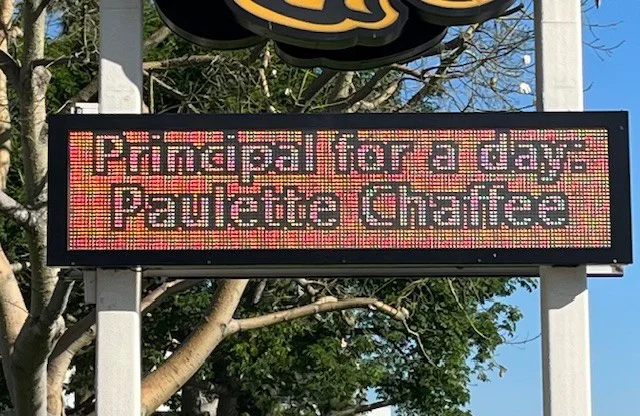 Principal for a day:
Paulette Chaffee